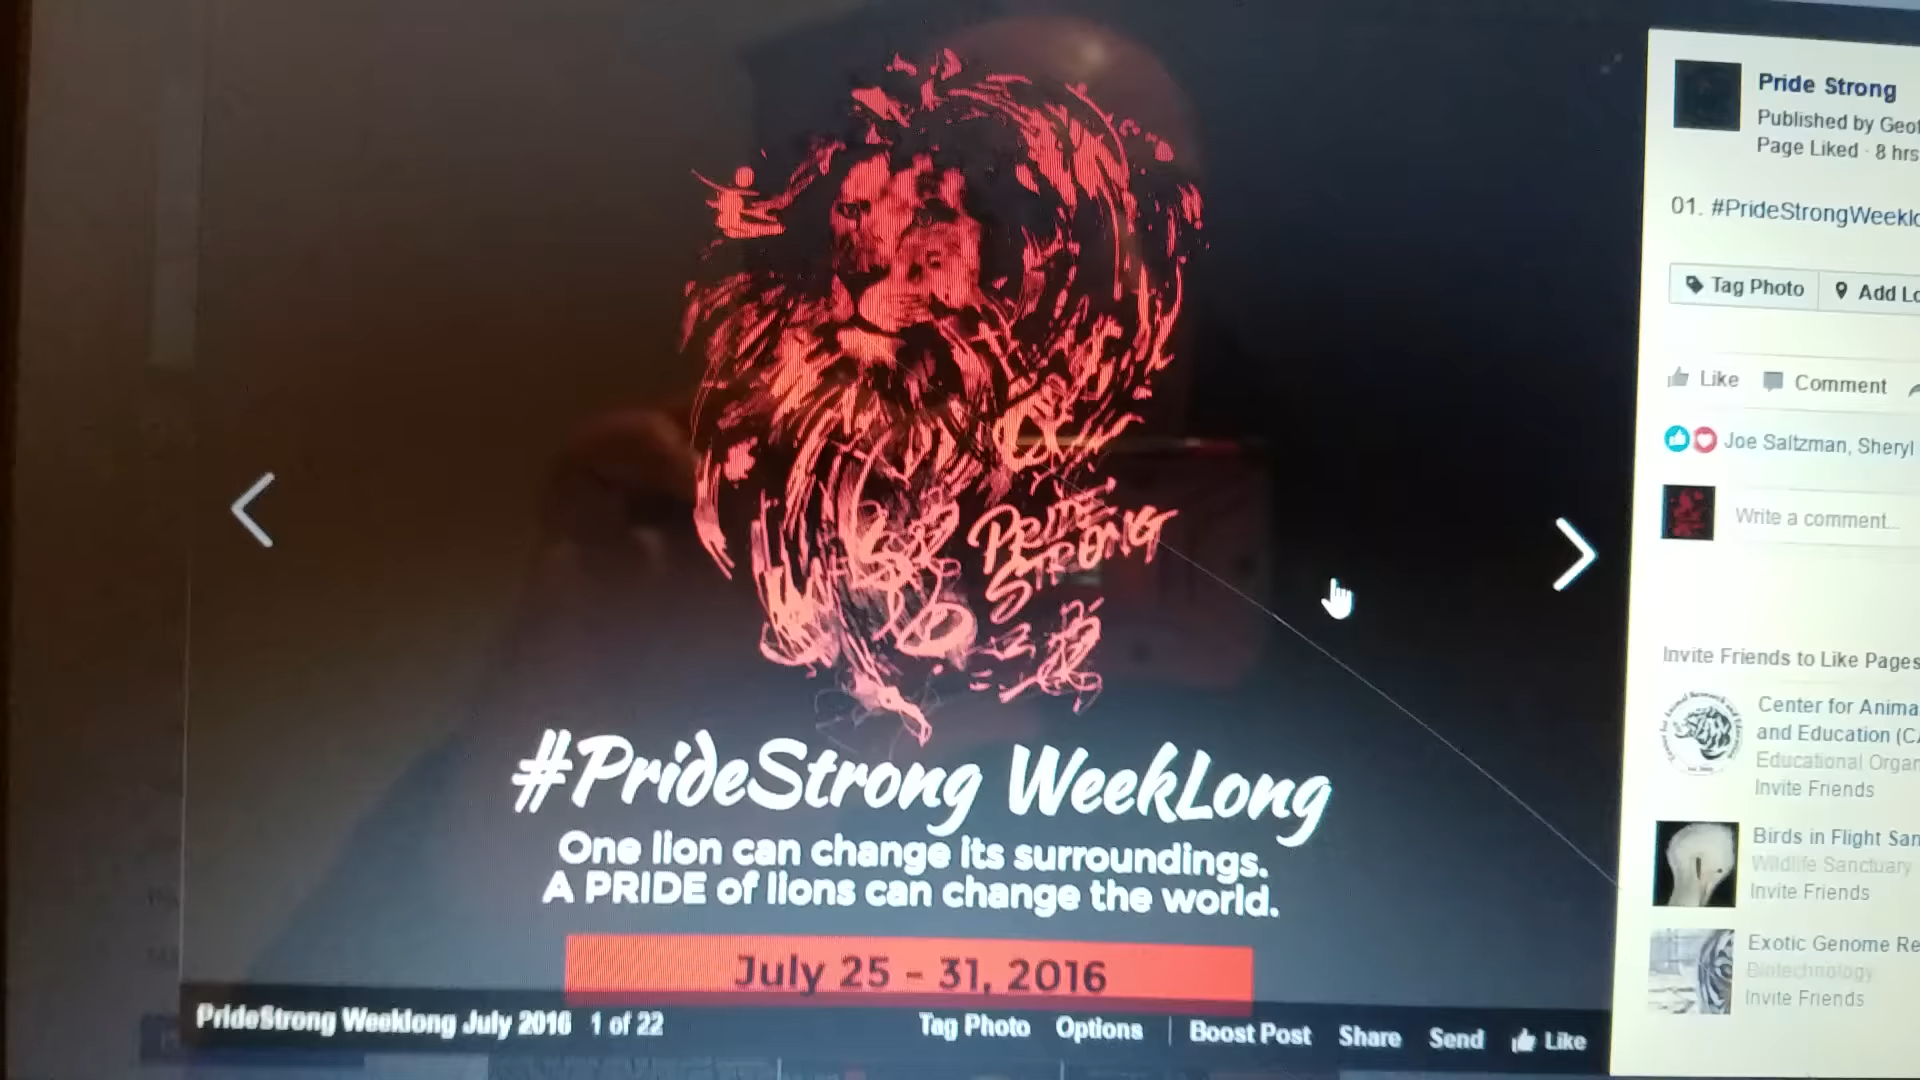 PRIDE
STRONG
#PrideStrong WeekLong
One lion can change its surroundings.
A PRIDE of lions can change the world.
July 25 - 31, 2016
PrideStrong Weeklong July 2016 1 of 22
Tag Photo Options Boost Post Share Send Like
Pride Strong
Published by Geof
Page Liked · 8 hrs
01. #PrideStrongWeeklo
Tag Photo Add Lo
Like Comment
Joe Saltzman, Sheryl
Write a comment...
Invite Friends to Like Pages
Center for Anima
and Education (CA
Educational Organ
Invite Friends
Birds in Flight San
Wildlife Sanctuary
Invite Friends
Exotic Genome Re
Biotechnology
Invite Friends